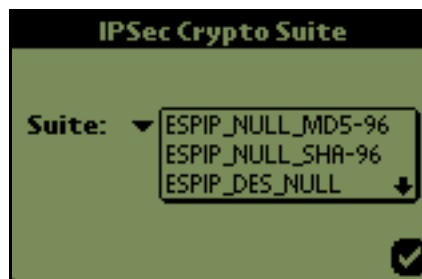 IPSec Crypto Suite
Suite: ESPIP_NULL_MD5-96
ESPIP_NULL_SHA-96
ESPIP_DES_NULL